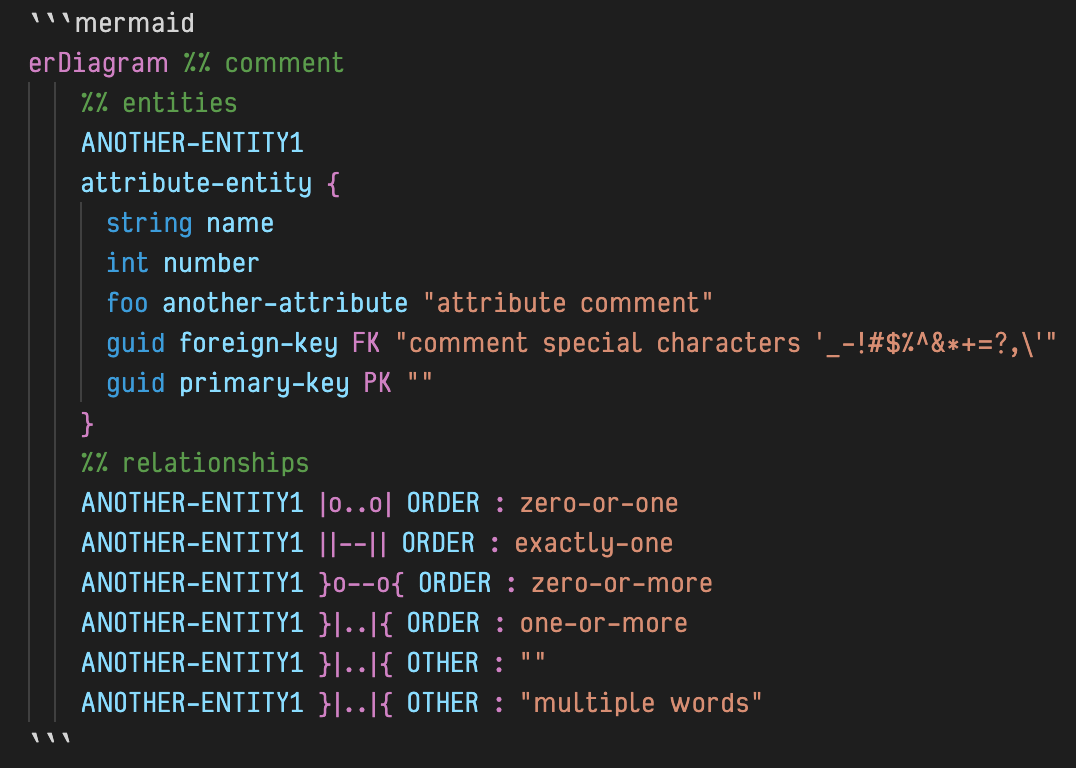 ```mermaid
erDiagram %% comment
%% entities
ANOTHER-ENTITY1
attribute-entity {
string name
int number
foo another-attribute "attribute comment"
guid foreign-key FK "comment special characters '_-!#$%^&*+=?,\'"
guid primary-key PK ""
}
%% relationships
ANOTHER-ENTITY1 |o..o| ORDER : zero-or-one
ANOTHER-ENTITY1 ||--|| ORDER : exactly-one
ANOTHER-ENTITY1 }o--o{ ORDER : zero-or-more
ANOTHER-ENTITY1 }|..|{ ORDER : one-or-more
ANOTHER-ENTITY1 }|..|{ OTHER : ""
ANOTHER-ENTITY1 }|..|{ OTHER : "multiple words"
```